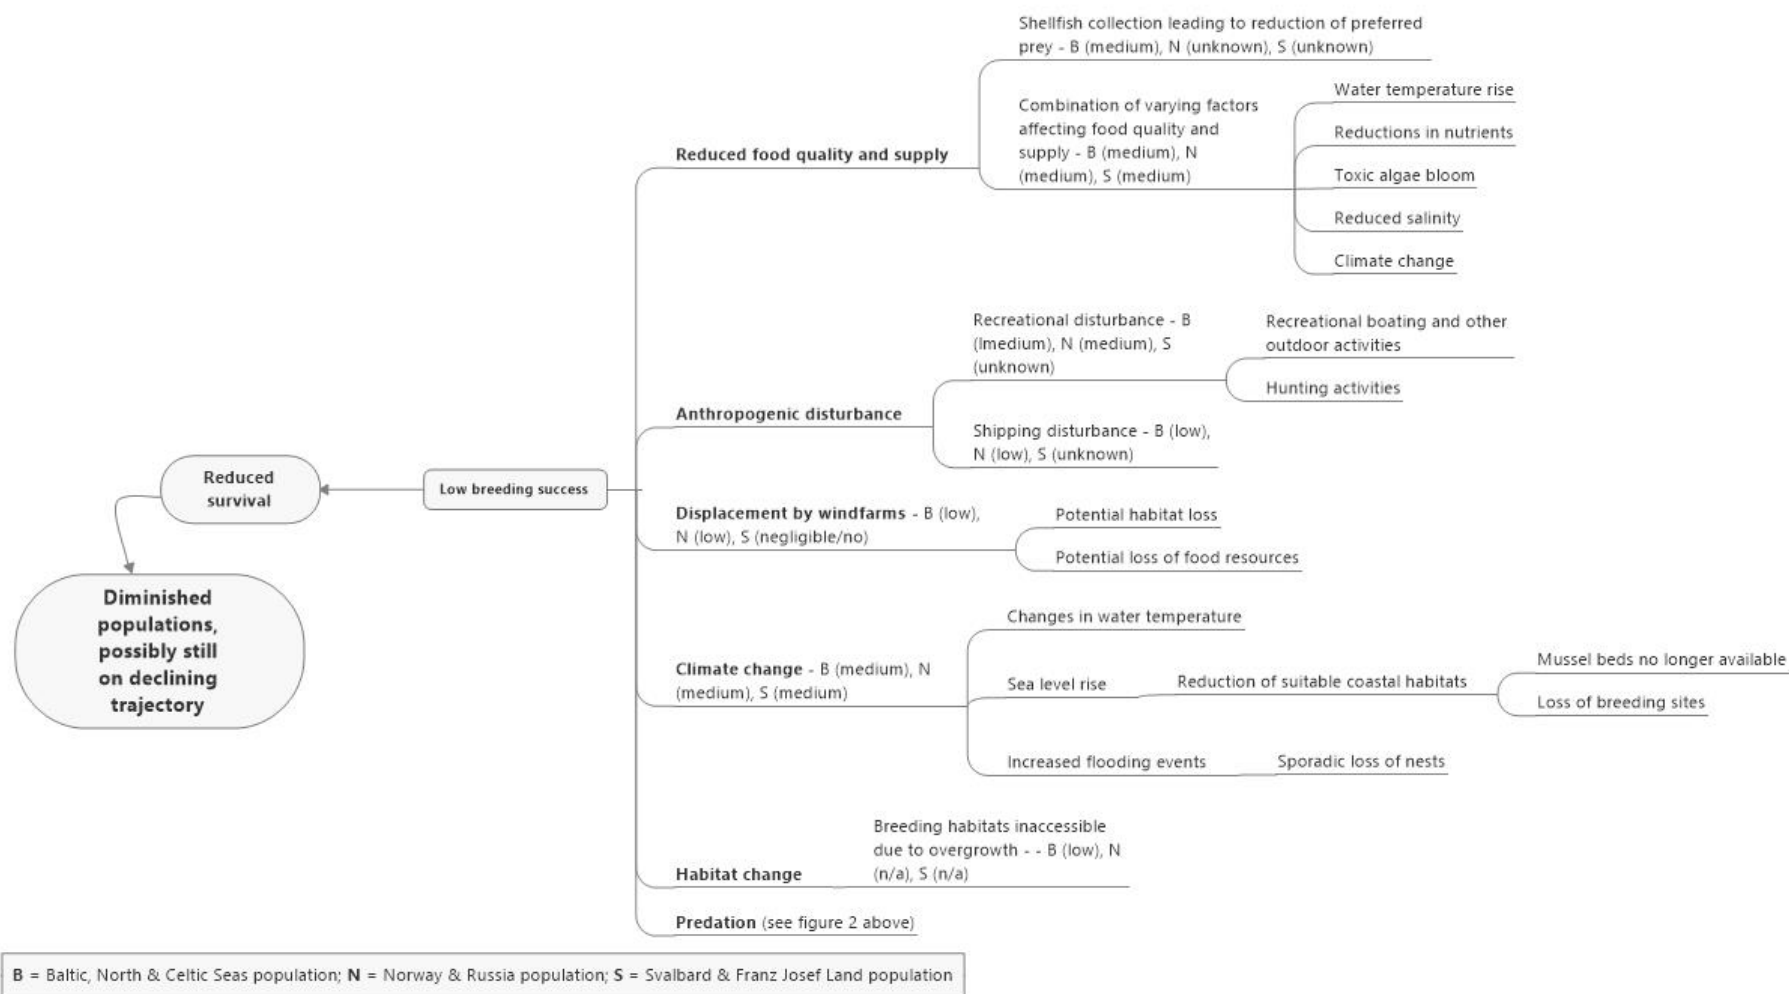 Shellfish collection leading to reduction of preferred
prey - B (medium), N (unknown), S (unknown)
Combination of varying factors
affecting food quality and
supply - B (medium), N
(medium), S (medium)
Water temperature rise
Reductions in nutrients
Toxic algae bloom
Reduced salinity
Climate change
Reduced food quality and supply
Recreational disturbance - B
(lmedium), N (medium), S
(unknown)
Recreational boating and other
outdoor activities
Hunting activities
Anthropogenic disturbance
Shipping disturbance - B (low),
N (low), S (unknown)
Reduced
survival
Low breeding success
Displacement by windfarms - B (low),
N (low), S (negligible/no)
Potential habitat loss
Potential loss of food resources
Diminished
populations,
possibly still
on declining
trajectory
Climate change - B (medium), N
(medium), S (medium)
Changes in water temperature
Sea level rise
Reduction of suitable coastal habitats
Mussel beds no longer available
Loss of breeding sites
Increased flooding events
Sporadic loss of nests
Habitat change
Breeding habitats inaccessible
due to overgrowth - - B (low), N
(n/a), S (n/a)
Predation (see figure 2 above)
B = Baltic, North & Celtic Seas population; N = Norway & Russia population; S = Svalbard & Franz Josef Land population